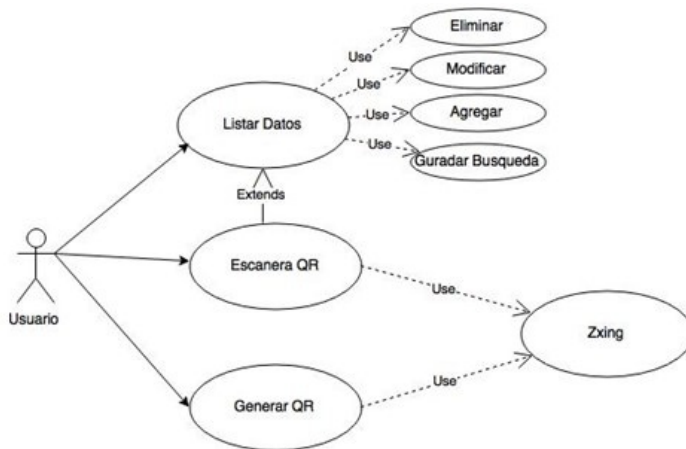 Eliminar
Use
Modificar
Use
Listar Datos
Use
Agregar
Use
Guradar Busqueda
Extends
Escanera QR
Use
Usuario
Zxing
Use
Generar QR